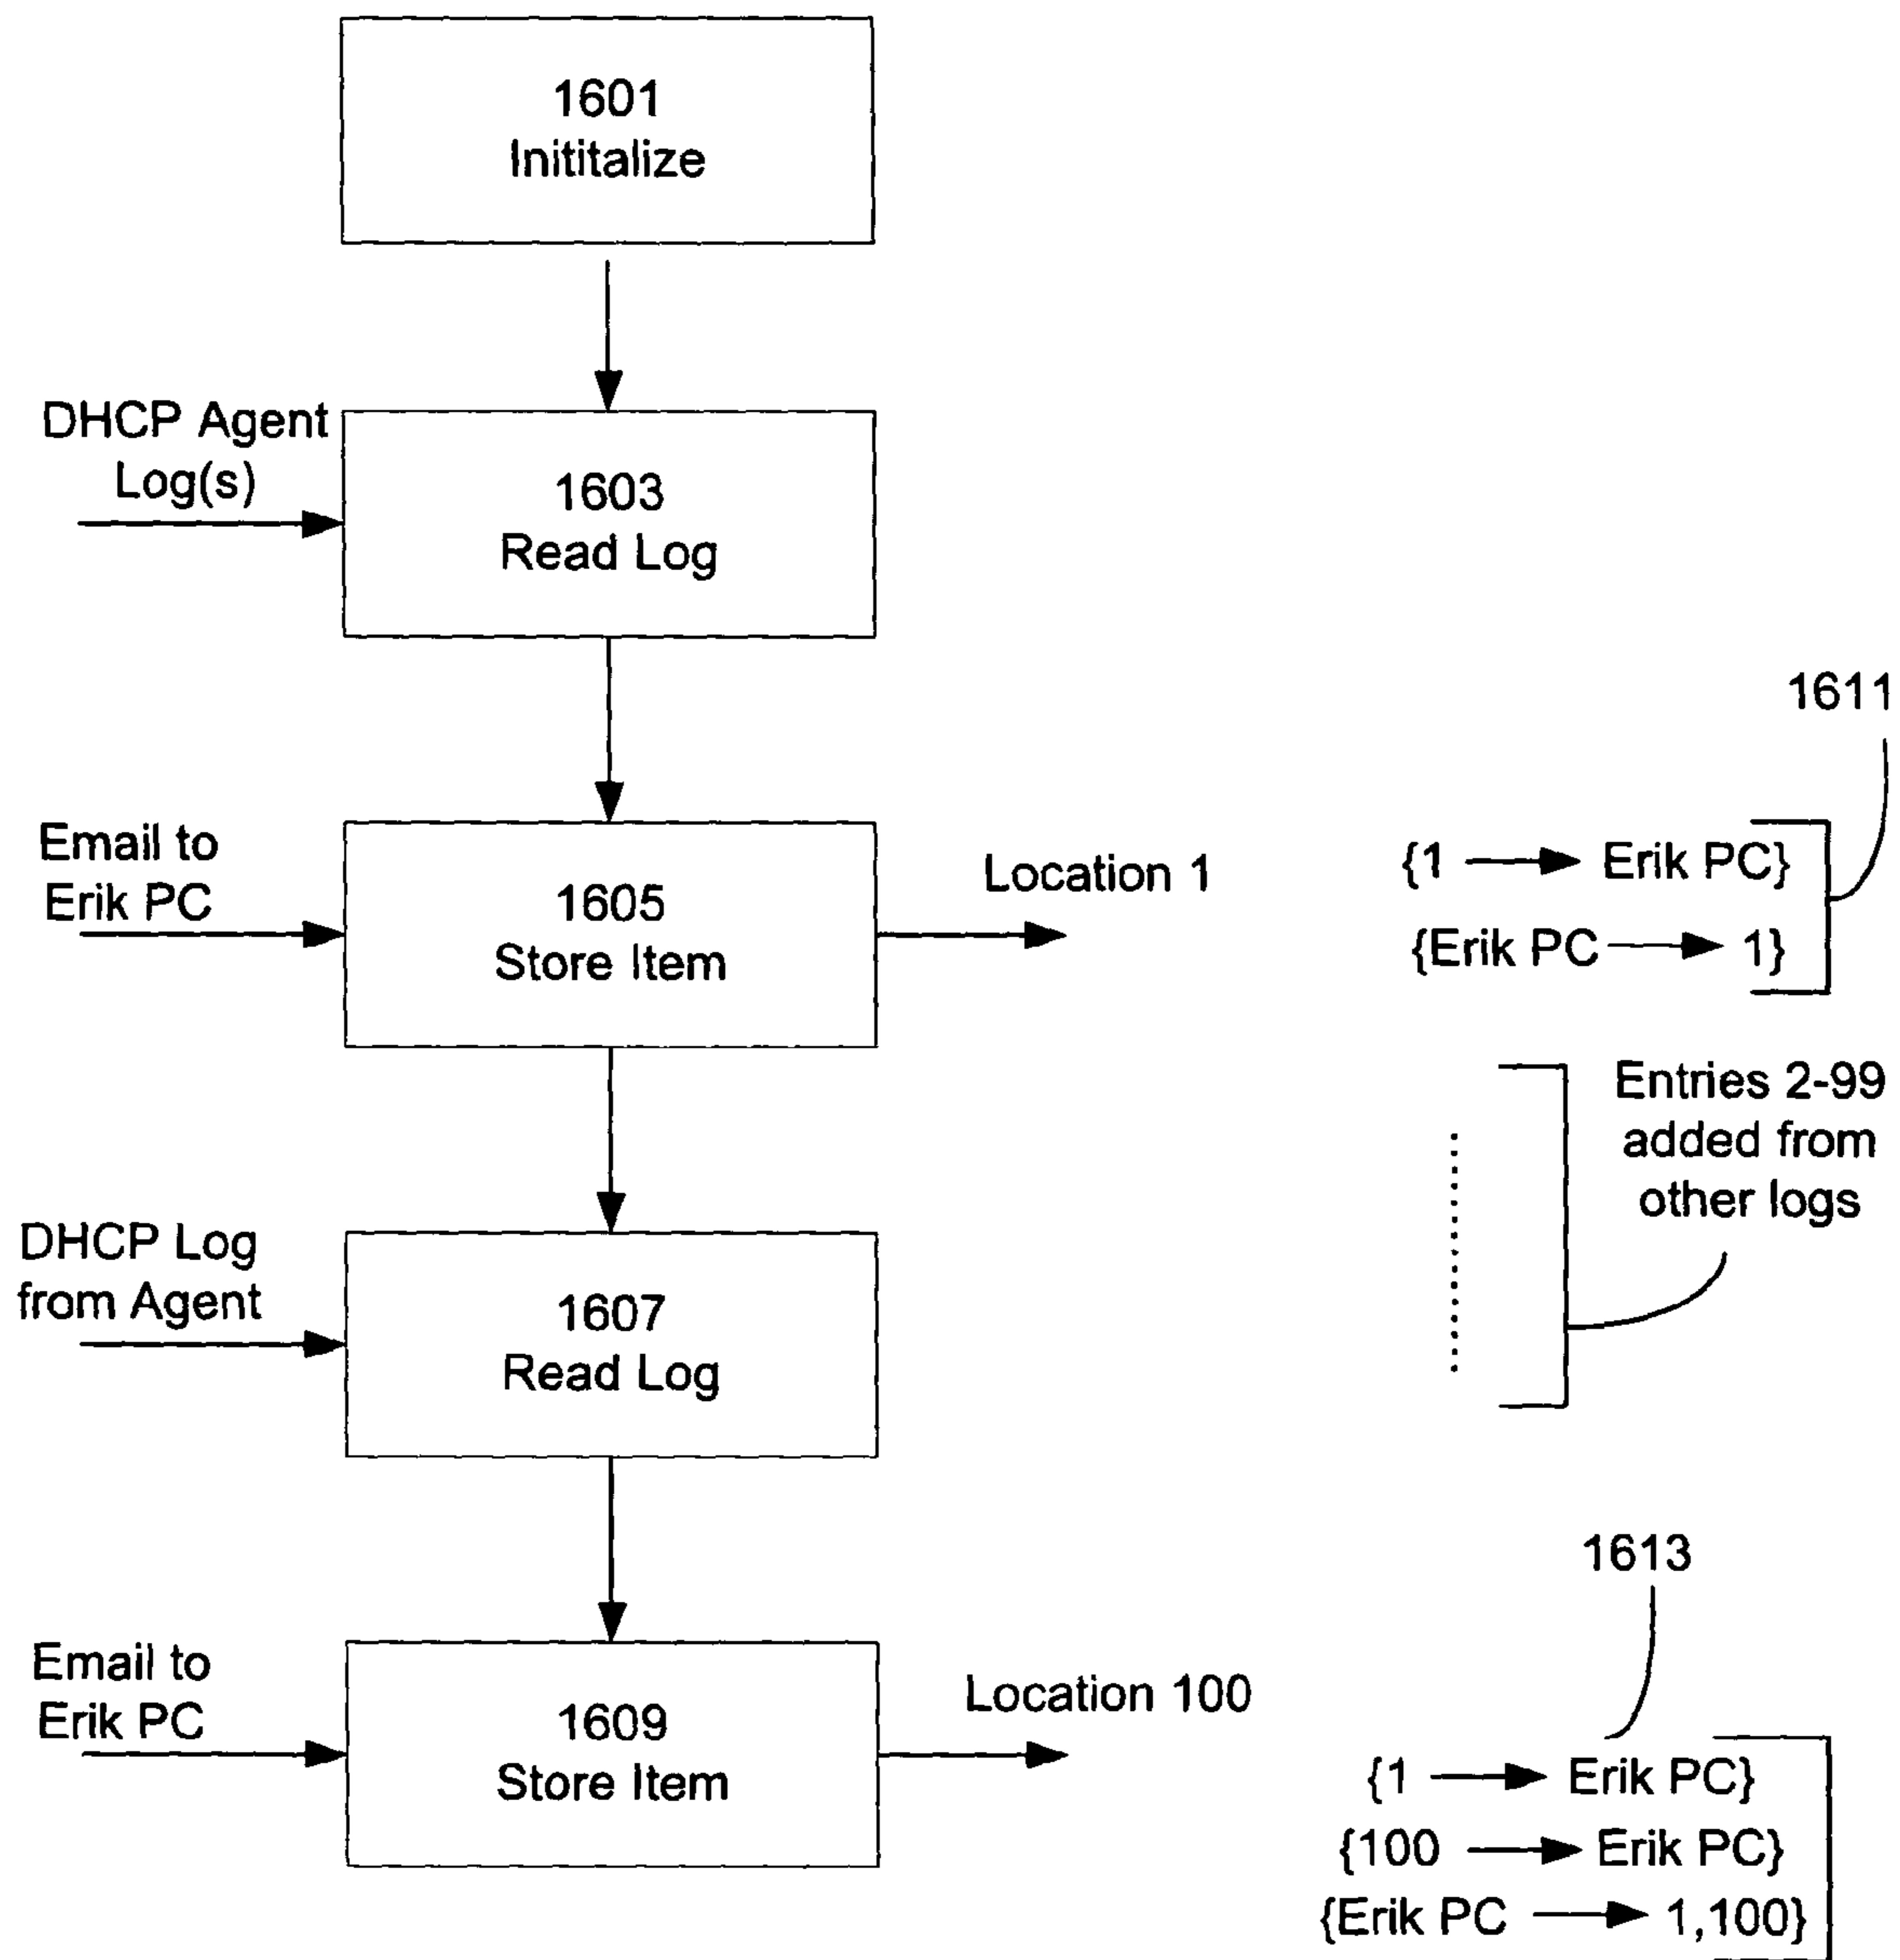 1601
Inititalize
DHCP Agent
Log(s)
1603
Read Log
1611
Email to
Erik PC
1605
Store Item
Location 1
{1 → Erik PC}
{Erik PC → 1}
Entries 2-99
added from
other logs
DHCP Log
from Agent
1607
Read Log
1613
Email to
Erik PC
1609
Store Item
Location 100
{1 → Erik PC}
{100 → Erik PC}
{Erik PC → 1,100}